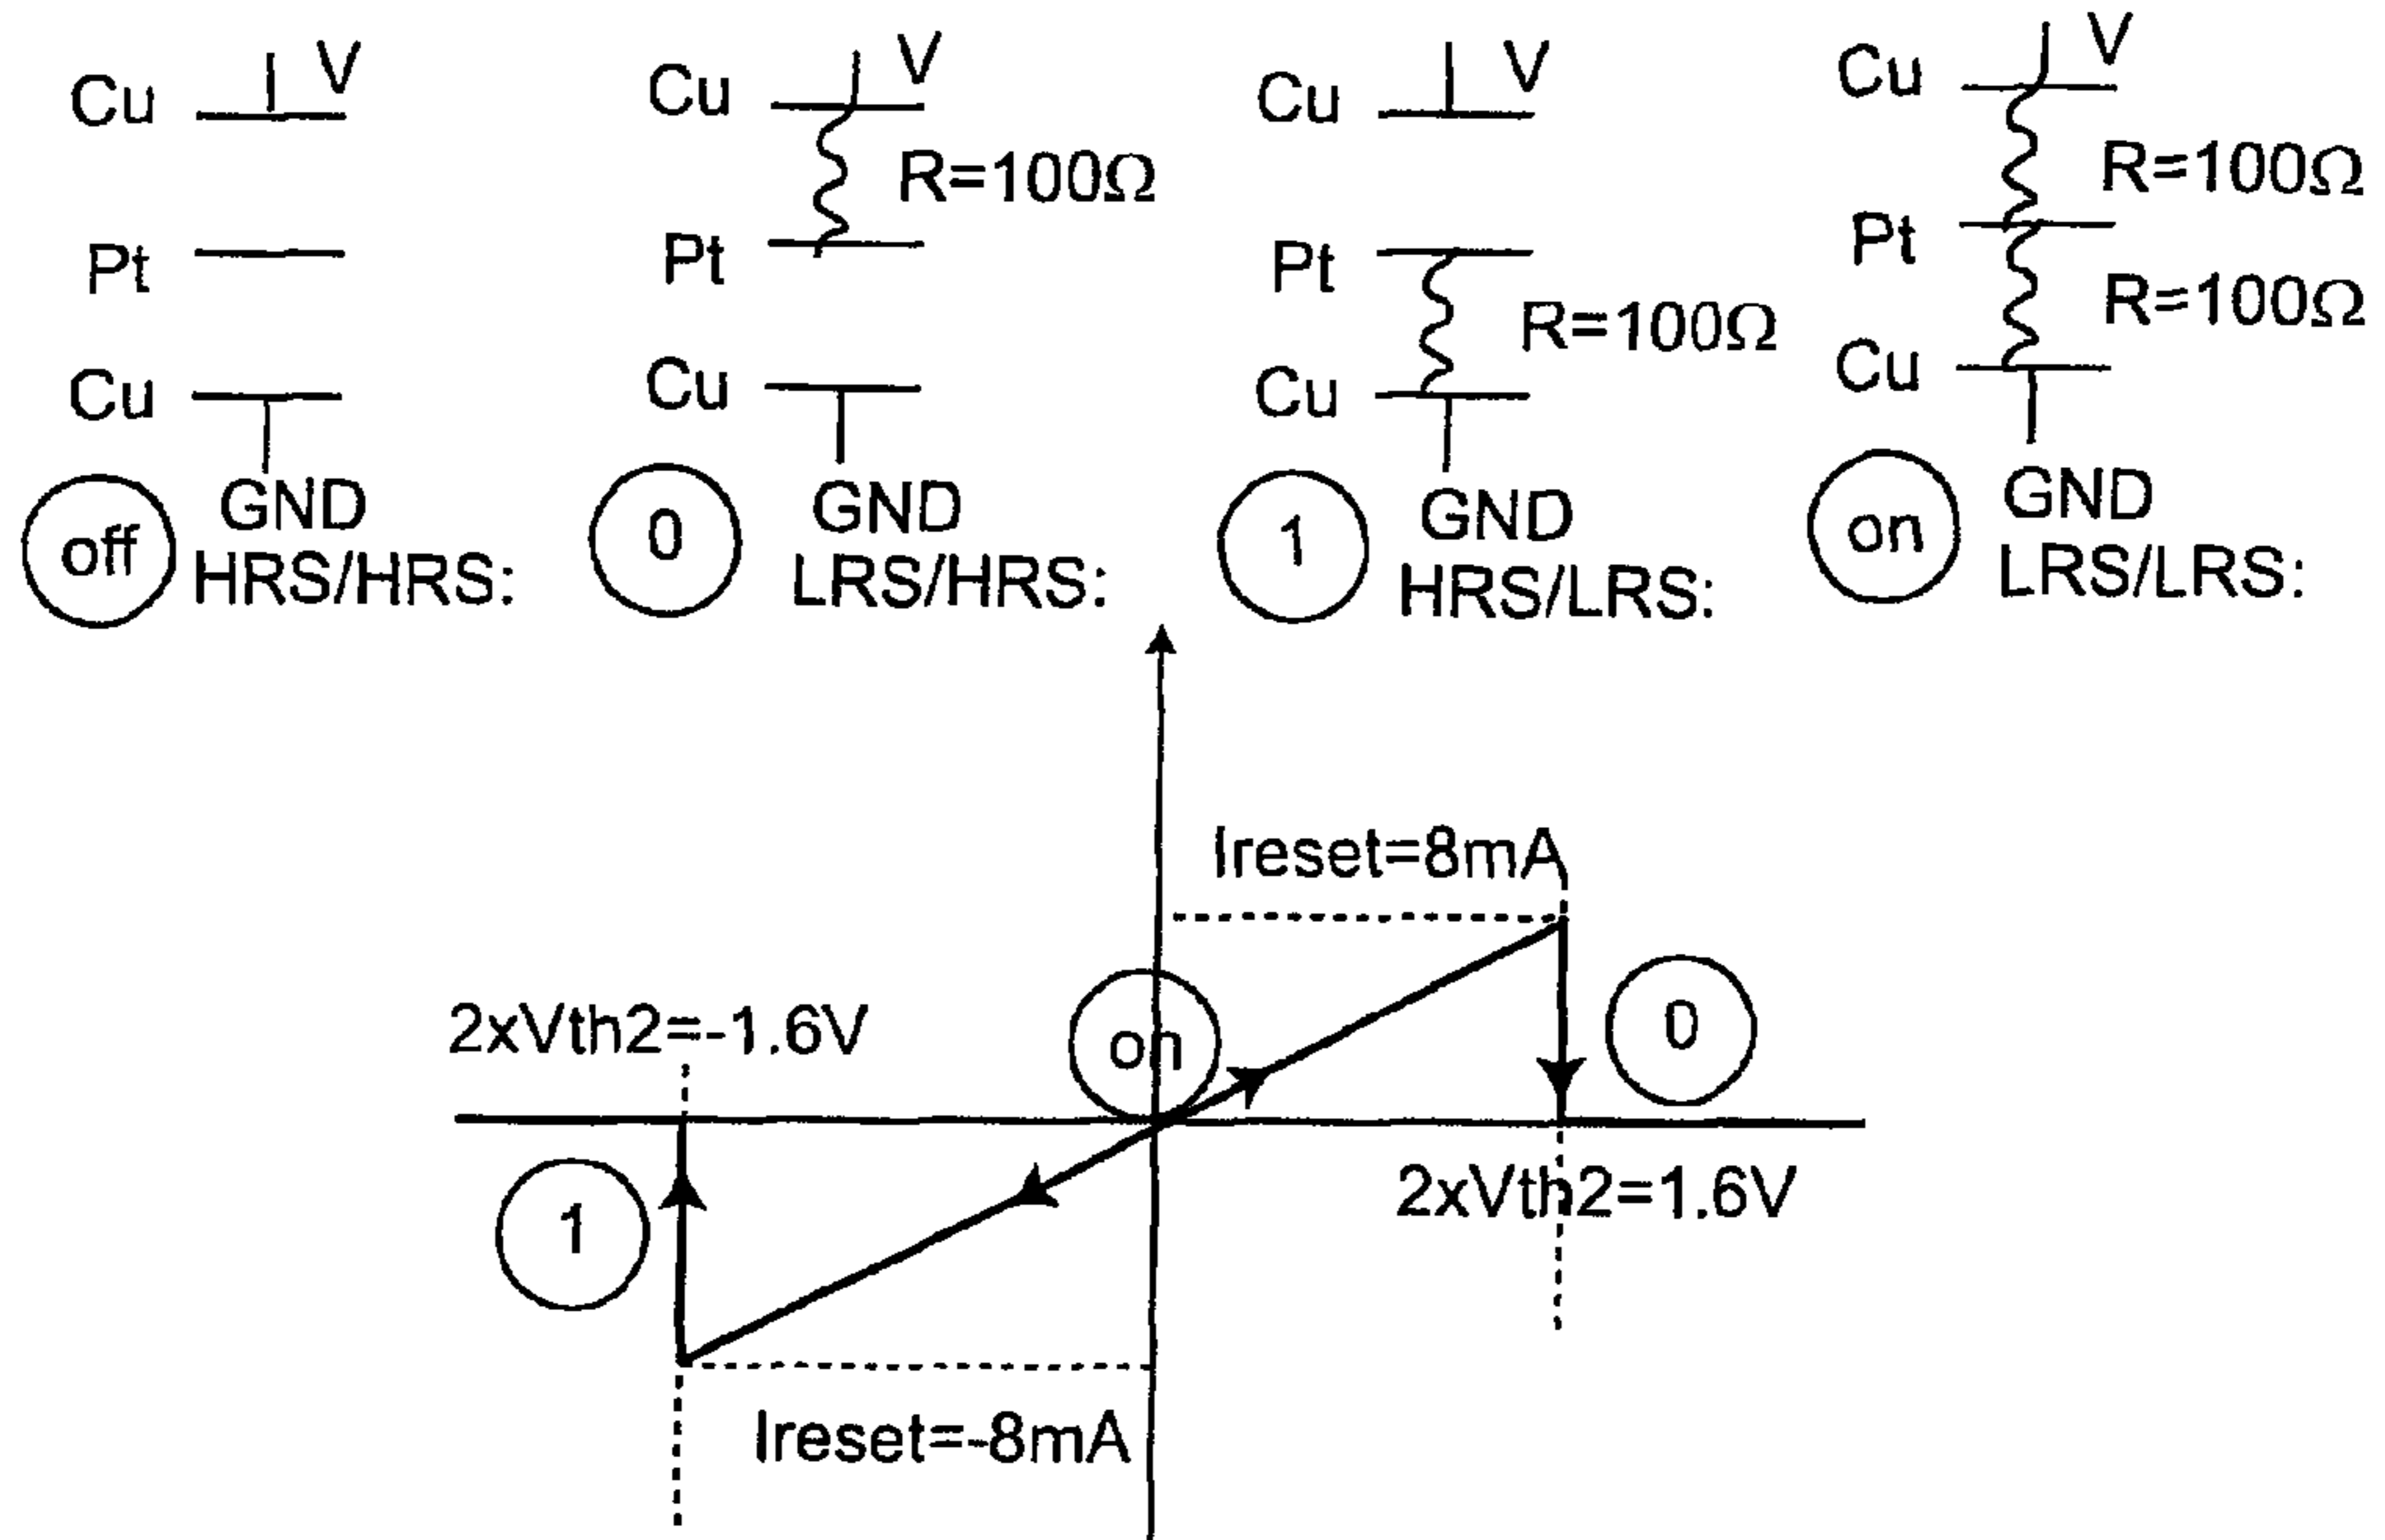 Cu
V
Pt
Cu
GND
off
HRS/HRS:
Cu
V
R=100Ω
Pt
Cu
GND
0
LRS/HRS:
Cu
V
Pt
R=100Ω
Cu
GND
1
HRS/LRS:
Cu
V
R=100Ω
Pt
R=100Ω
Cu
GND
on
LRS/LRS:
Ireset=8mA
2xVth2=-1.6V
on
0
1
2xVth2=1.6V
Ireset=-8mA